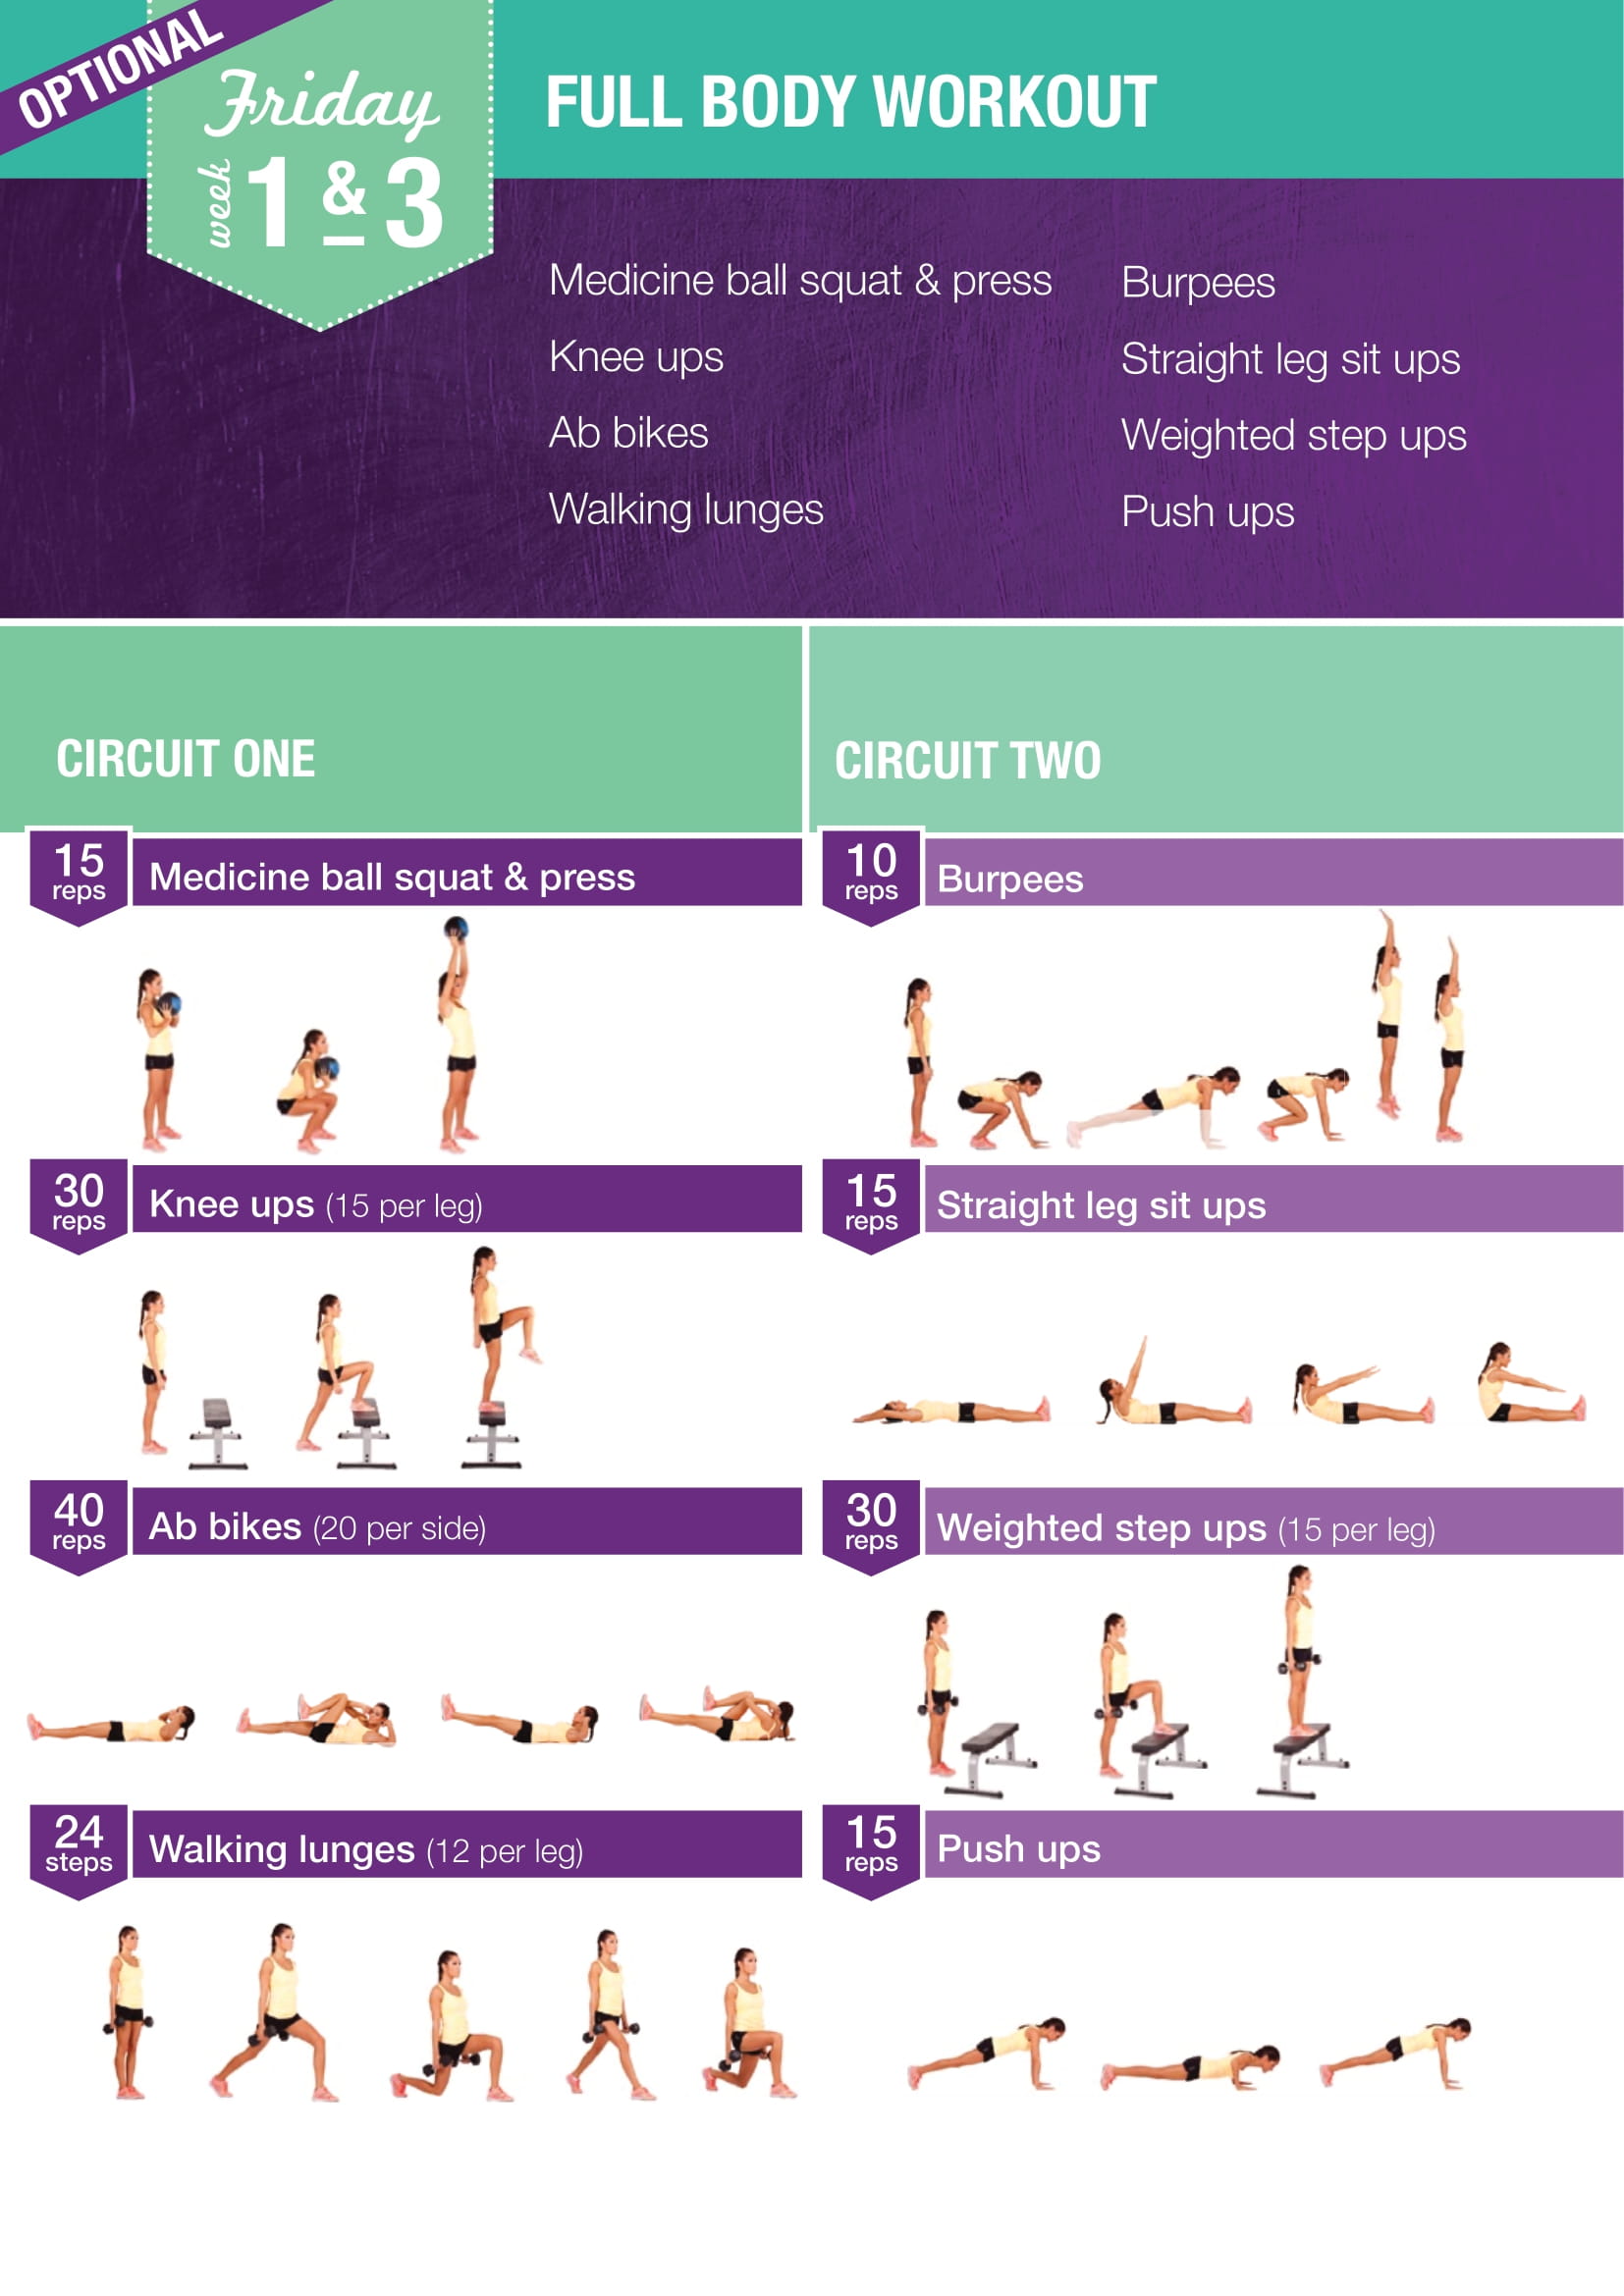 OPTIONAL
Friday
week 1 & 3
FULL BODY WORKOUT
Medicine ball squat & press
Knee ups
Ab bikes
Walking lunges
Burpees
Straight leg sit ups
Weighted step ups
Push ups
CIRCUIT ONE
15
reps
Medicine ball squat & press
30
reps
Knee ups (15 per leg)
40
reps
Ab bikes (20 per side)
24
steps
Walking lunges (12 per leg)
CIRCUIT TWO
10
reps
Burpees
15
reps
Straight leg sit ups
30
reps
Weighted step ups (15 per leg)
15
reps
Push ups